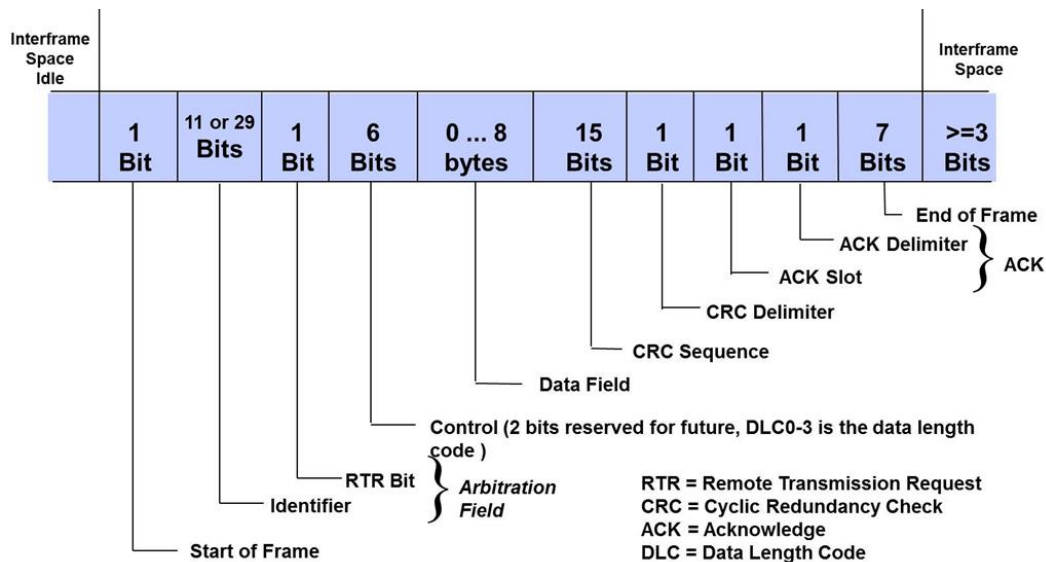 Interframe
Space
Idle
Interframe
Space
1
Bit
11 or 29
Bits
1
Bit
6
Bits
0 ... 8
bytes
15
Bits
1
Bit
1
Bit
1
Bit
7
Bits
>=3
Bits
End of Frame
ACK Delimiter
ACK
ACK Slot
CRC Delimiter
CRC Sequence
Data Field
Control (2 bits reserved for future, DLC0-3 is the data length
code )
RTR Bit
Arbitration
Field
Identifier
Start of Frame
RTR = Remote Transmission Request
CRC = Cyclic Redundancy Check
ACK = Acknowledge
DLC = Data Length Code